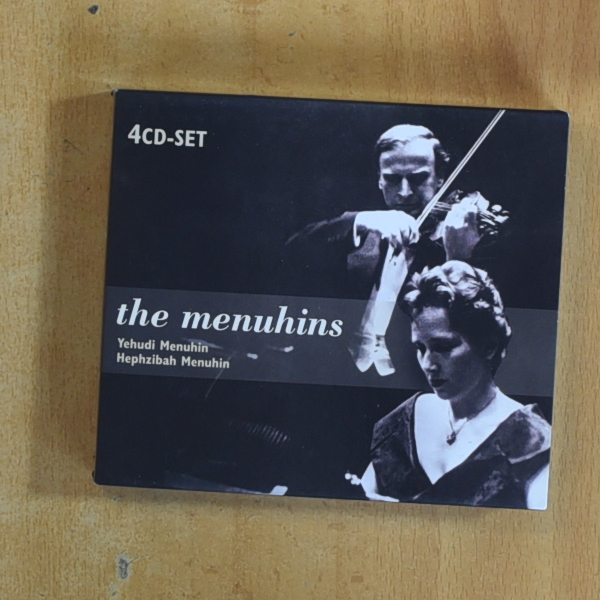 4CD-SET
the menuhins
Yehudi Menuhin
Hephzibah Menuhin